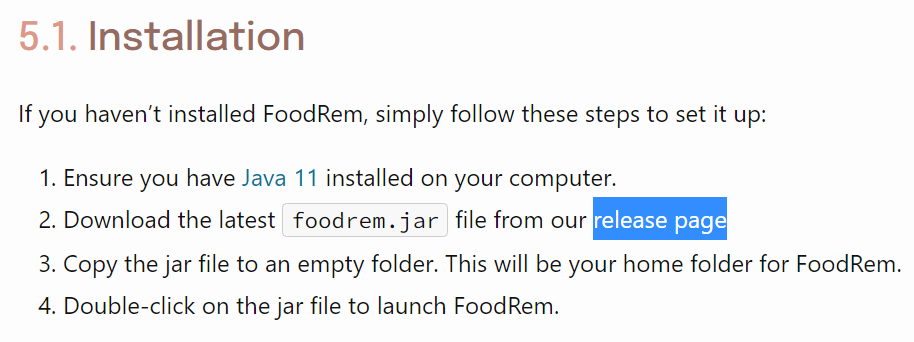 5.1. Installation
If you haven’t installed FoodRem, simply follow these steps to set it up:
1. Ensure you have Java 11 installed on your computer.
2. Download the latest foodrem.jar file from our release page
3. Copy the jar file to an empty folder. This will be your home folder for FoodRem.
4. Double-click on the jar file to launch FoodRem.